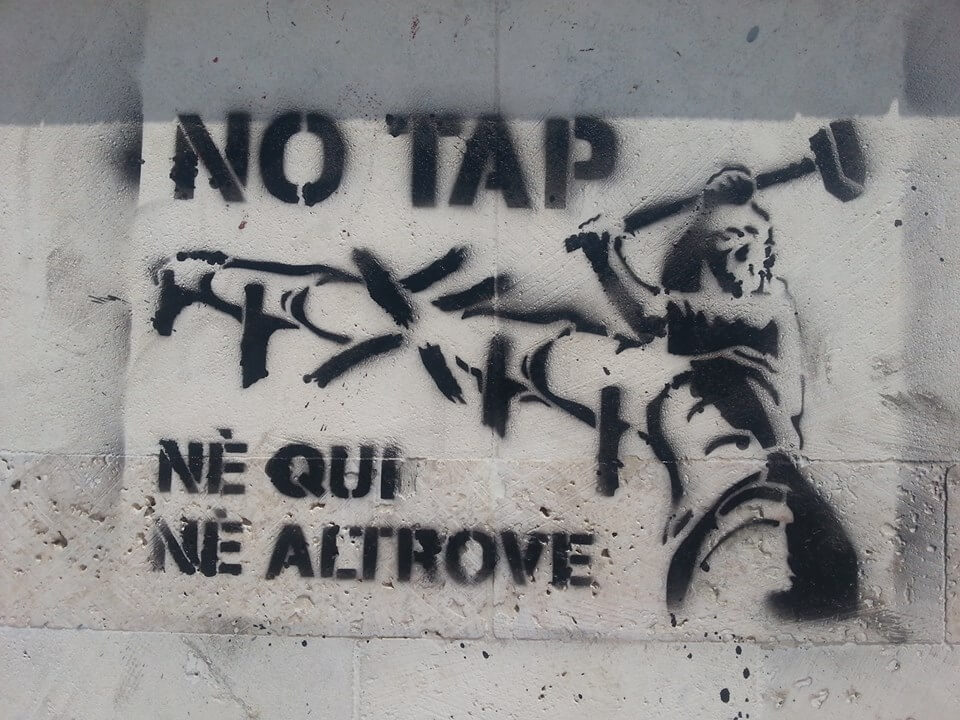 NO TAP
NÈ QUI
NÈ ALTROVE